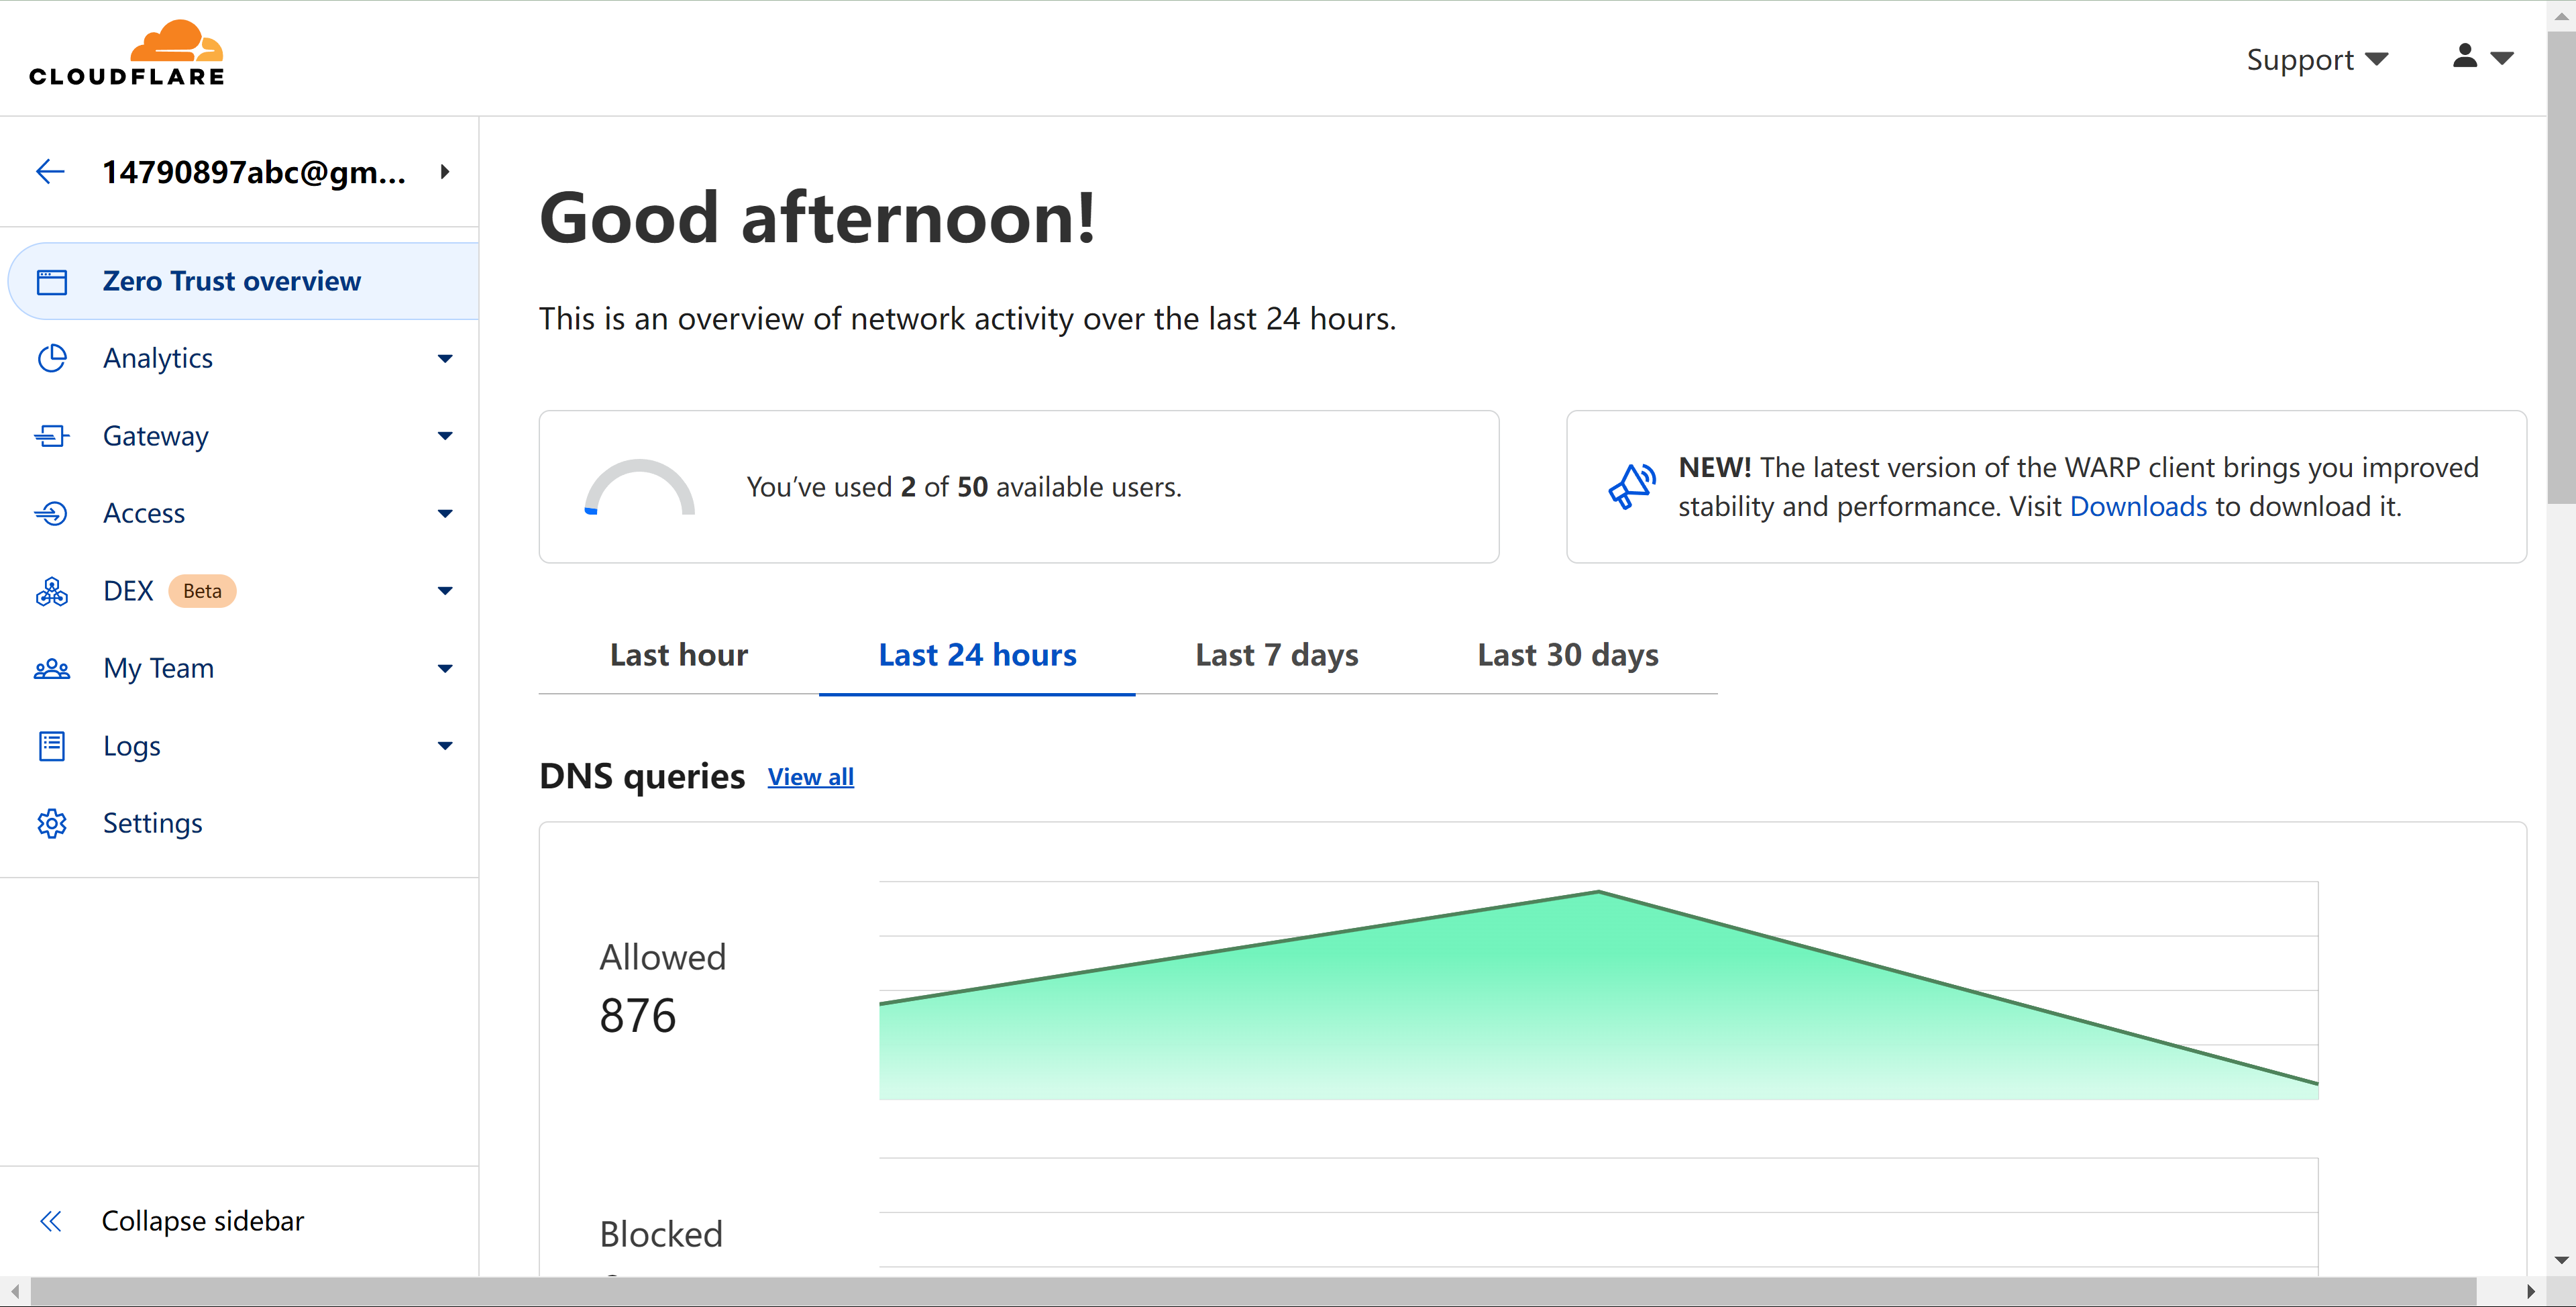 CLOUDFLARE
Support
14790897abc@gm...
Zero Trust overview
Analytics
Gateway
Access
DEX Beta
My Team
Logs
Settings
Collapse sidebar
Good afternoon!
This is an overview of network activity over the last 24 hours.
You’ve used 2 of 50 available users.
NEW! The latest version of the WARP client brings you improved
stability and performance. Visit Downloads to download it.
Last hour Last 24 hours Last 7 days Last 30 days
DNS queries View all
Allowed
876
Blocked